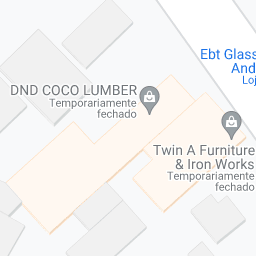 Ebt Glass
And
Loj
DND COCO LUMBER
Temporariamente
fechado
Twin A Furniture
& Iron Works
Temporariamente
fechado